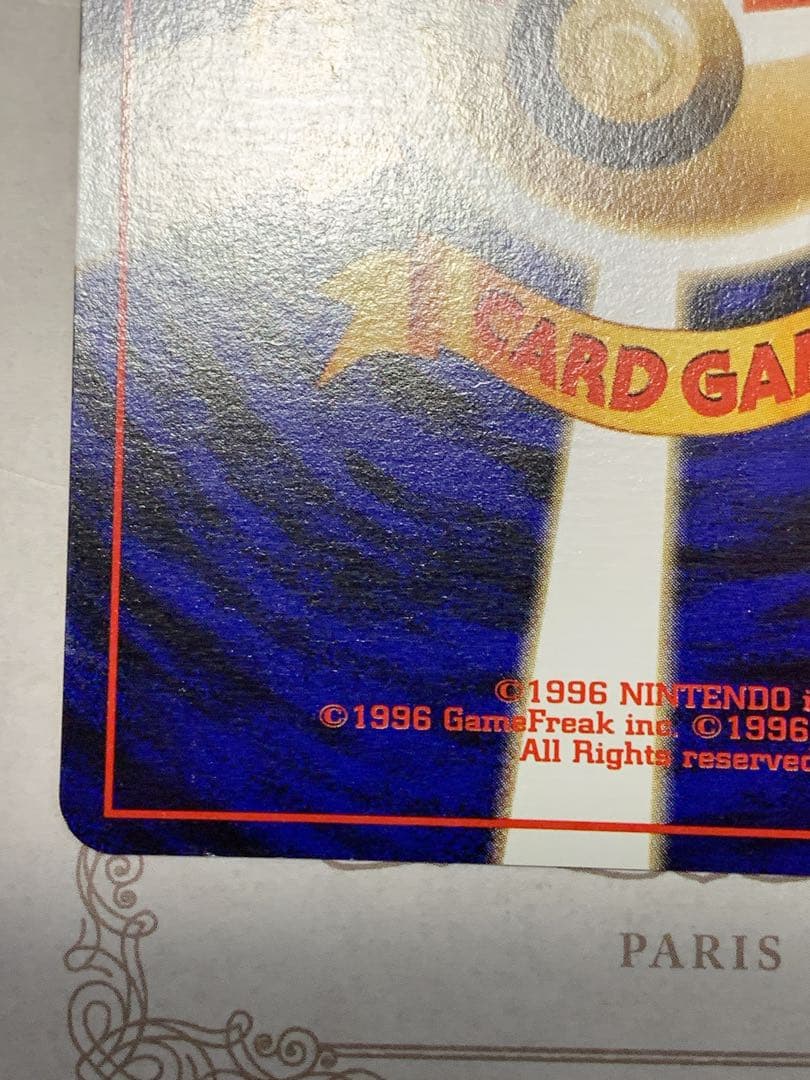 CARD GA
©1996 NINTENDO
©1996 GameFreak inc. ©1996
All Rights reserved
PARIS